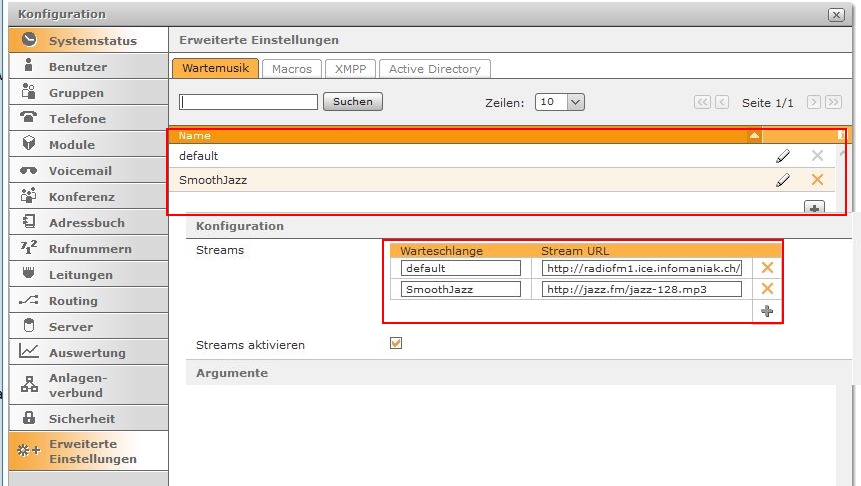 Konfiguration
Systemstatus
Benutzer
Gruppen
Telefone
Module
Voicemail
Konferenz
Adressbuch
Rufnummern
Leitungen
Routing
Server
Auswertung
Anlagen-
verbund
Sicherheit
Erweiterte
Einstellungen
Erweiterte Einstellungen
Wartemusik Macros XMPP Active Directory
Suchen Zeilen: 10 Seite 1/1
Name
default
SmoothJazz
Konfiguration
Streams
Warteschlange Stream URL
default http://radiofm1.ice.infomaniak.ch/
SmoothJazz http://jazz.fm/jazz-128.mp3
Streams aktivieren
Argumente